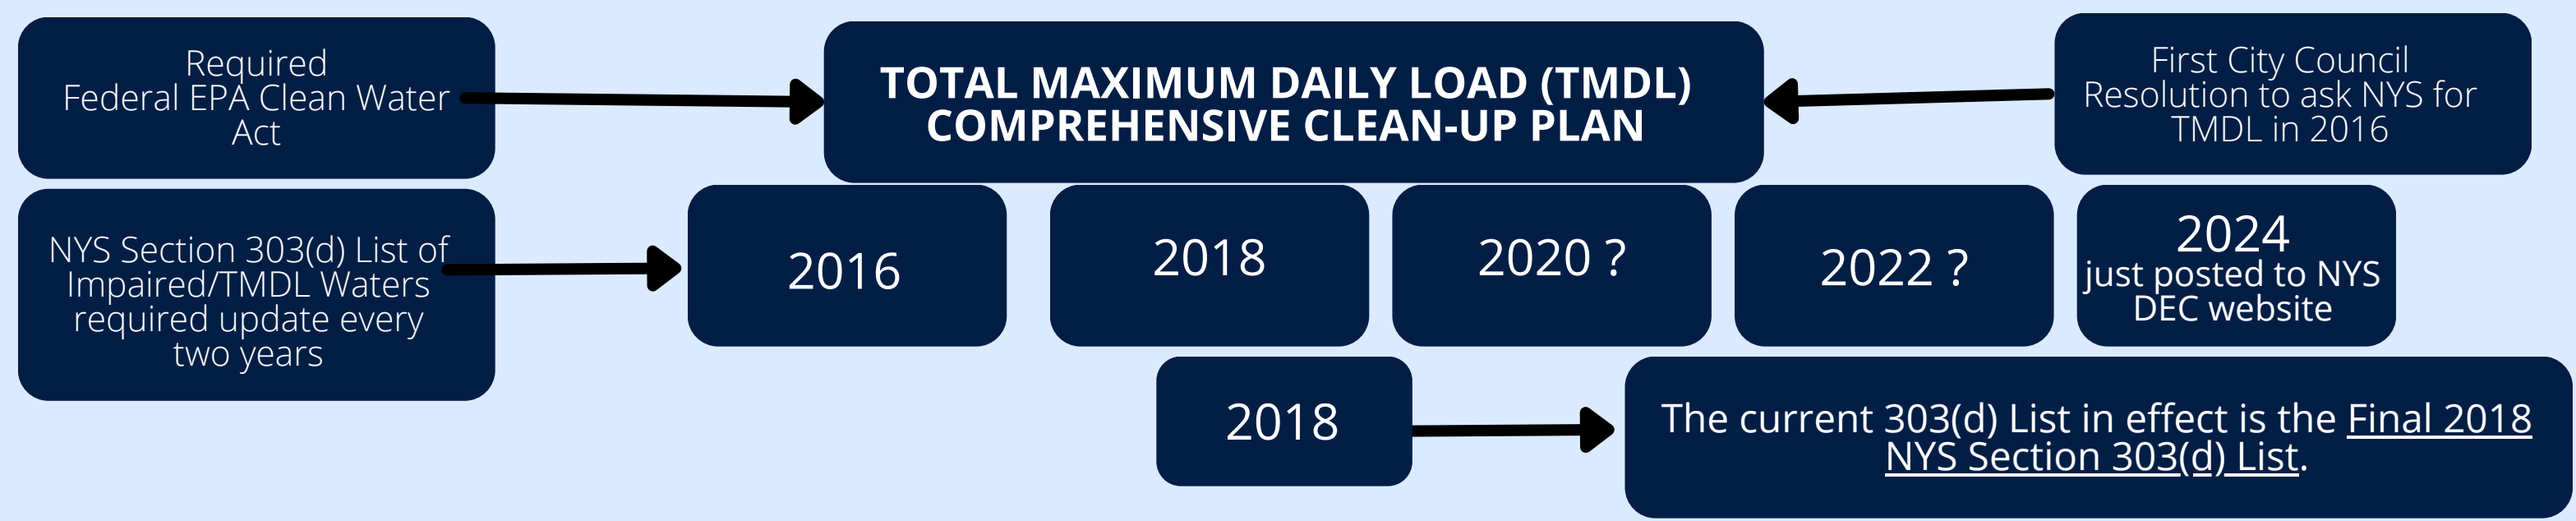 Required
Federal EPA Clean Water
Act
TOTAL MAXIMUM DAILY LOAD (TMDL)
COMPREHENSIVE CLEAN-UP PLAN
First City Council
Resolution to ask NYS for
TMDL in 2016
NYS Section 303(d) List of
Impaired/TMDL Waters
required update every
two years
2016
2018
2020 ?
2022 ?
2024
just posted to NYS
DEC website
2018
The current 303(d) List in effect is the Final 2018
NYS Section 303(d) List.